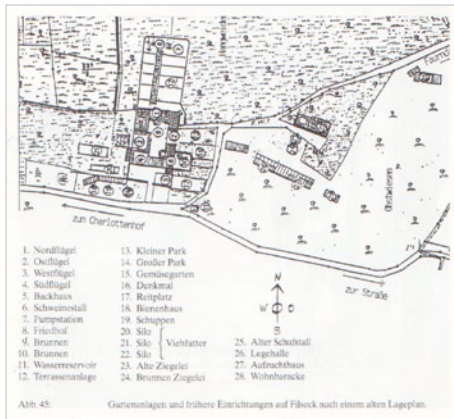 zum Charlottenhof
Obstwiesen
zur Straße
N
W O
S
1. Nordflügel
2. Ostflügel
3. Westflügel
4. Südflügel
5. Backhaus
6. Schweinestall
7. Pumpstation
8. Friedhof
9. Brunnen
10. Brunnen
11. Wasserreservoir
12. Terrassenanlage
13. Kleiner Park
14. Großer Park
15. Gemüsegarten
16. Denkmal
17. Reitplatz
18. Bienenhaus
19. Schuppen
20. Silo
21. Silo Viehfutter
22. Silo
23. Alte Ziegelei
24. Brunnen Ziegelei
25. Alter Schafstall
26. Legehalle
27. Aufzuchthaus
28. Wohnbaracke
Abb. 45: Gartenanlagen und frühere Einrichtungen auf Filseck nach einem alten Lageplan.